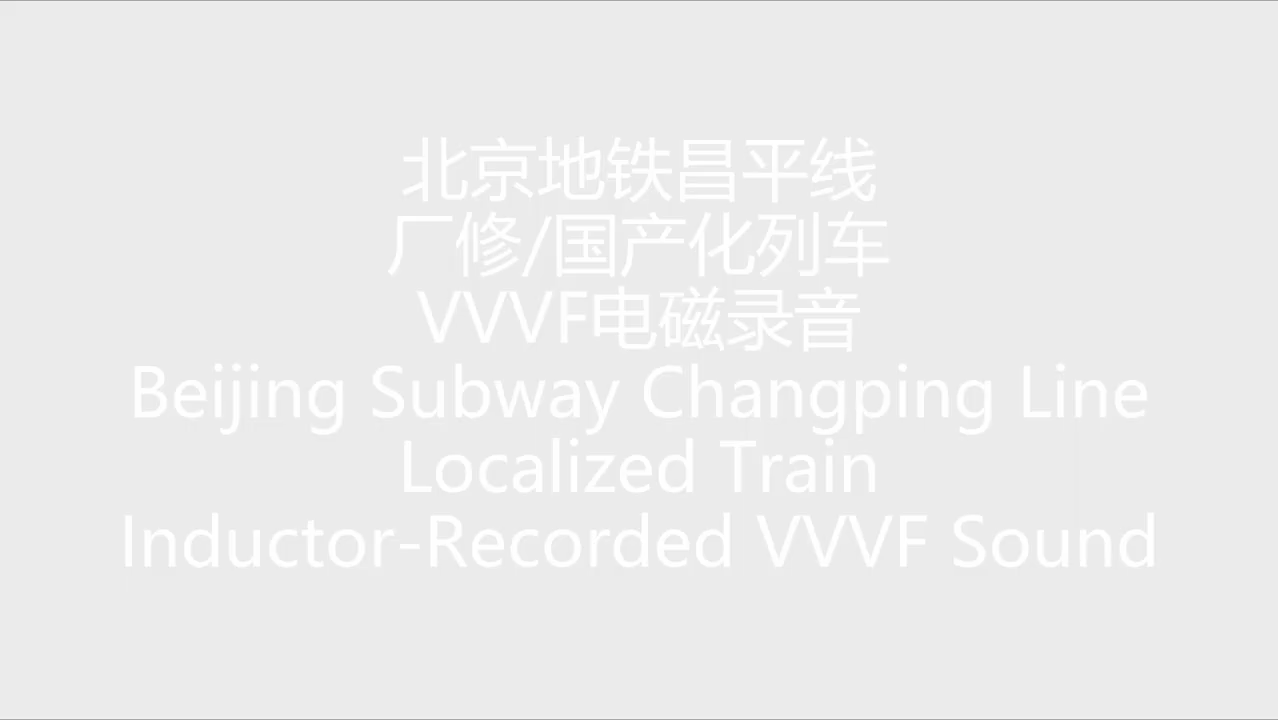 北京地铁昌平线
厂修/国产化列车
VVVF电磁录音
Beijing Subway Changping Line
Localized Train
Inductor-Recorded VVVF Sound